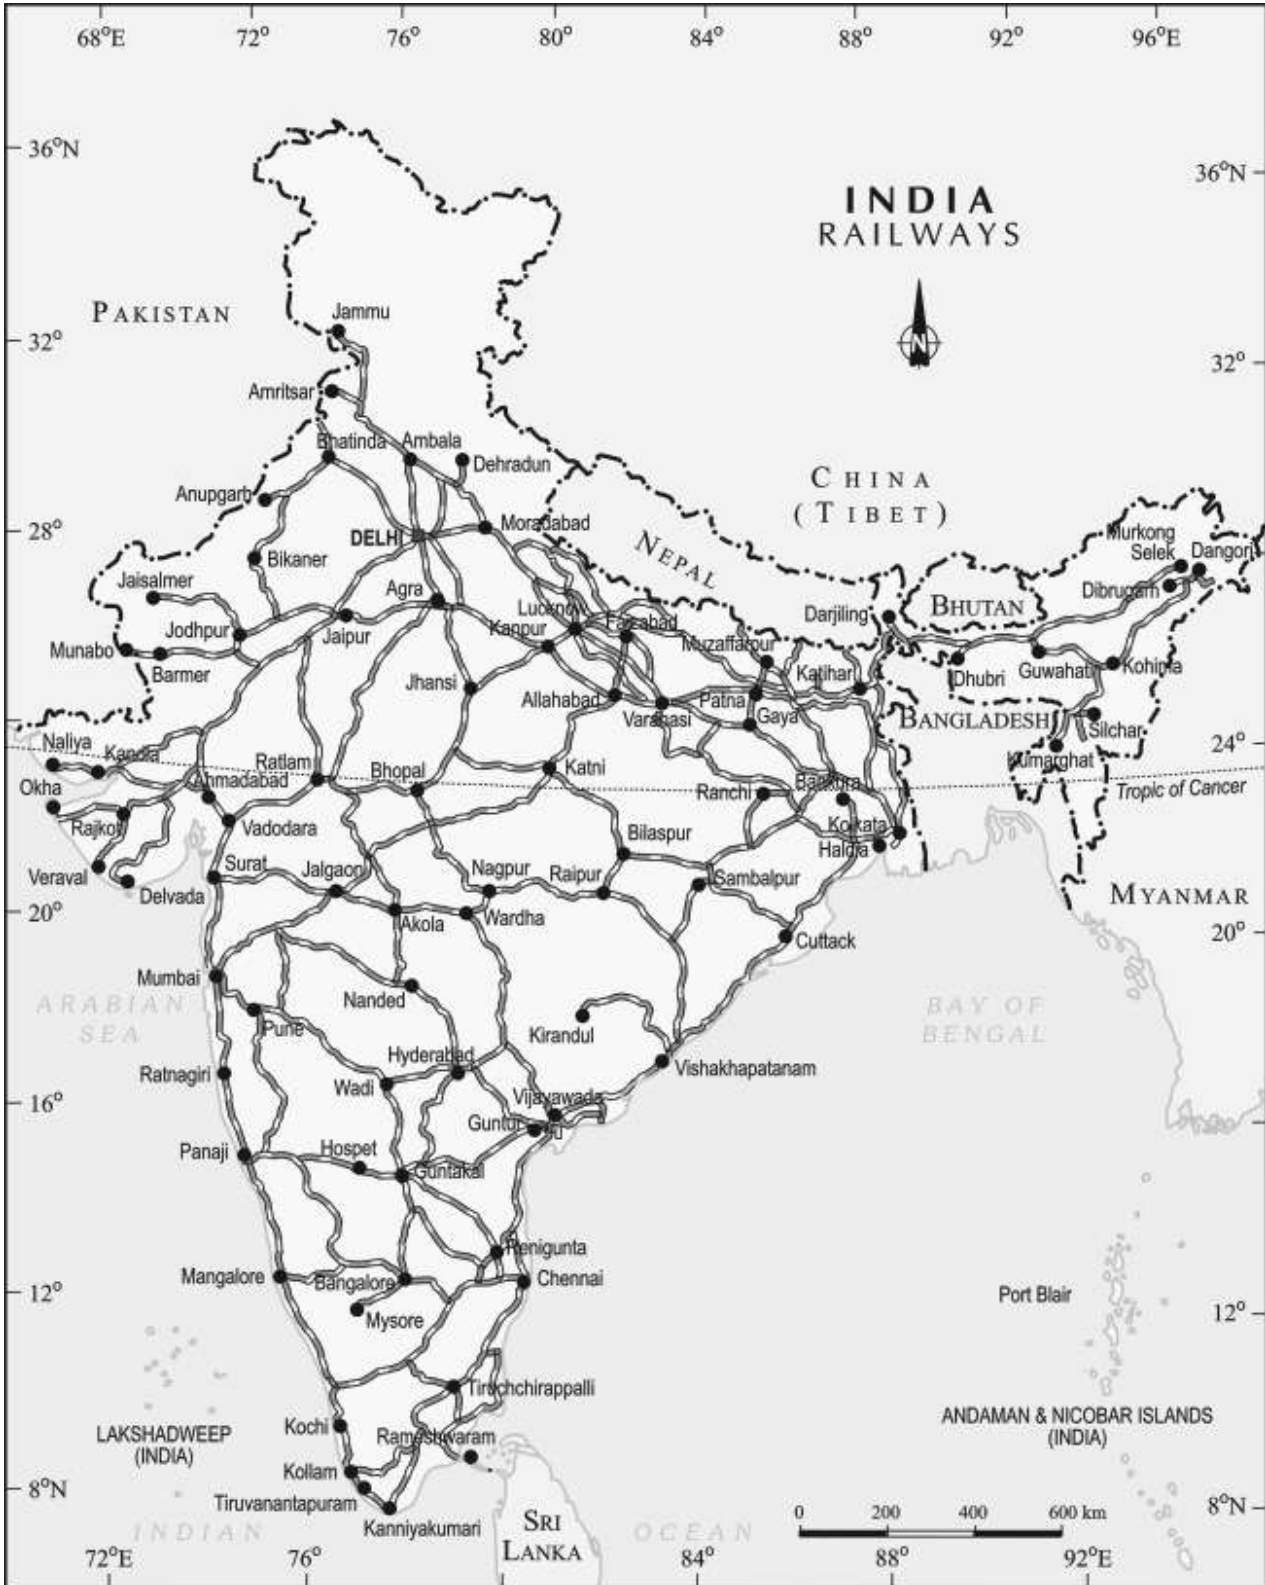 68°E 72° 76° 80° 84° 88° 92° 96°E
36°N
36°N
INDIA
RAILWAYS
PAKISTAN
Jammu
32°
32°
N
Amritsar
Bhatinda Ambala
Dehradun
CHINA
(TIBET)
Anupgarh
28°
DELHI
Moradabad
NEPAL
Murkong
Selek
Dangori
Bikaner
Jaisalmer
Agra
Dibrugarh
Lucknow
BHUTAN
Darjiling
Jodhpur
Jaipur
Kanpur
Faizabad
Munabo
Barmer
Muzaffarpur
Katihar
Dhubri
Guwahati
Kohima
Jhansi
Allahabad
Varanasi
Patna
Gaya
BANGLADESH
Silchar
Naliya
Kandla
24°
Kumarghat
Okha
Ahmadabad
Ratlam
Bhopal
Katni
Ranchi
Bankura
Tropic of Cancer
Rajkot
Vadodara
Bilaspur
Kolkata
Haldia
Veraval
Surat
Jalgaon
Nagpur
Raipur
Sambalpur
Delvada
MYANMAR
20°
Akola
Wardha
Cuttack
20°
Mumbai
ARABIAN
SEA
Nanded
BAY OF
BENGAL
Pune
Kirandul
Hyderabad
Ratnagiri
Wadi
Vishakhapatanam
16°
Vijayawada
Guntur
Panaji
Hospet
Guntakal
Renigunta
Mangalore
Bangalore
Chennai
12°
Mysore
Port Blair
12°
Tiruchchirappalli
LAKSHADWEEP
(INDIA)
Kochi
Rameshwaram
ANDAMAN & NICOBAR ISLANDS
(INDIA)
Kollam
8°N
Tiruvanantapuram
Kanniyakumari
0 200 400 600 km
8°N
INDIAN
SRI
LANKA
OCEAN
72°E 76° 84° 88° 92°E